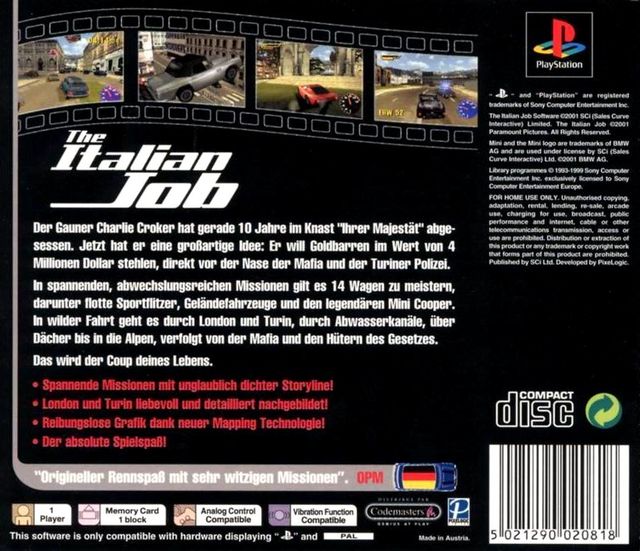 PlayStation
The
Italian
Job
Der Gauner Charlie Croker hat gerade 10 Jahre im Knast "Ihrer Majestät" abge-
sessen. Jetzt hat er eine großartige Idee: Er will Goldbarren im Wert von 4
Millionen Dollar stehlen, direkt vor der Nase der Mafia und der Turiner Polizei.
In spannenden, abwechslungsreichen Missionen gilt es 14 Wagen zu meistern,
darunter flotte Sportflitzer, Geländefahrzeuge und den legendären Mini Cooper.
In wilder Fahrt geht es durch London und Turin, durch Abwasserkanäle, über
Dächer bis in die Alpen, verfolgt von der Mafia und den Hütern des Gesetzes.
Das wird der Coup deines Lebens.
• Spannende Missionen mit unglaublich dichter Storyline!
• London und Turin liebevoll und detailliert nachgebildet!
• Reibungslose Grafik dank neuer Mapping Technologie!
• Der absolute Spielspaß!
"Origineller Rennspaß mit sehr witzigen Missionen". OPM
" " and "PlayStation" are registered
trademarks of Sony Computer Entertainment Inc.
The Italian Job Software ©2001 SCi (Sales
Curve Interactive) Limited. The Italian Job ©2001
Paramount Pictures. All Rights Reserved.
Mini and the Mini logo are trademarks of BMW
AG and are used under license by SCi (Sales
Curve Interactive) Ltd. ©2001 BMW AG.
Library programmes © 1993-1999 Sony Computer
Entertainment Inc. exclusively licensed to Sony
Computer Entertainment Europe.
FOR HOME USE ONLY. Unauthorised copying,
adaptation, rental, lending, re-sale, arcade
use, charging for use, broadcast, public
performance and internet, cable or other
telecommunications transmission, access or
use are prohibited. Distribution or extraction of
this product or any trademark or copyright work
that forms part of this product are prohibited.
Published by SCi Ltd. Developed by PixeLogic.
COMPACT
disc
1
Player
Memory Card
1 block
Analog Control
Compatible
Vibration Function
Compatible
DISTRIBUE PAR
Codemasters
GENIUS AT PLAY
This software is only compatible with hardware displaying " " and PAL
Made in Austria.
5 021290 020818